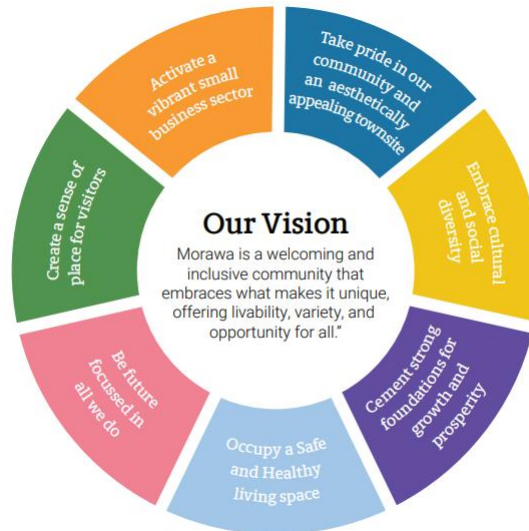 Our Vision
Morawa is a welcoming and
inclusive community that
embraces what makes it unique,
offering livability, variety, and
opportunity for all.”
Take pride in our
community and
an aesthetically
appealing townsite
Embrace cultural
and social
diversity
Cement strong
foundations for
growth and
prosperity
Occupy a Safe
and Healthy
living space
Be future
focussed in
all we do
Create a sense of
place for visitors
Activate a
vibrant small
business sector